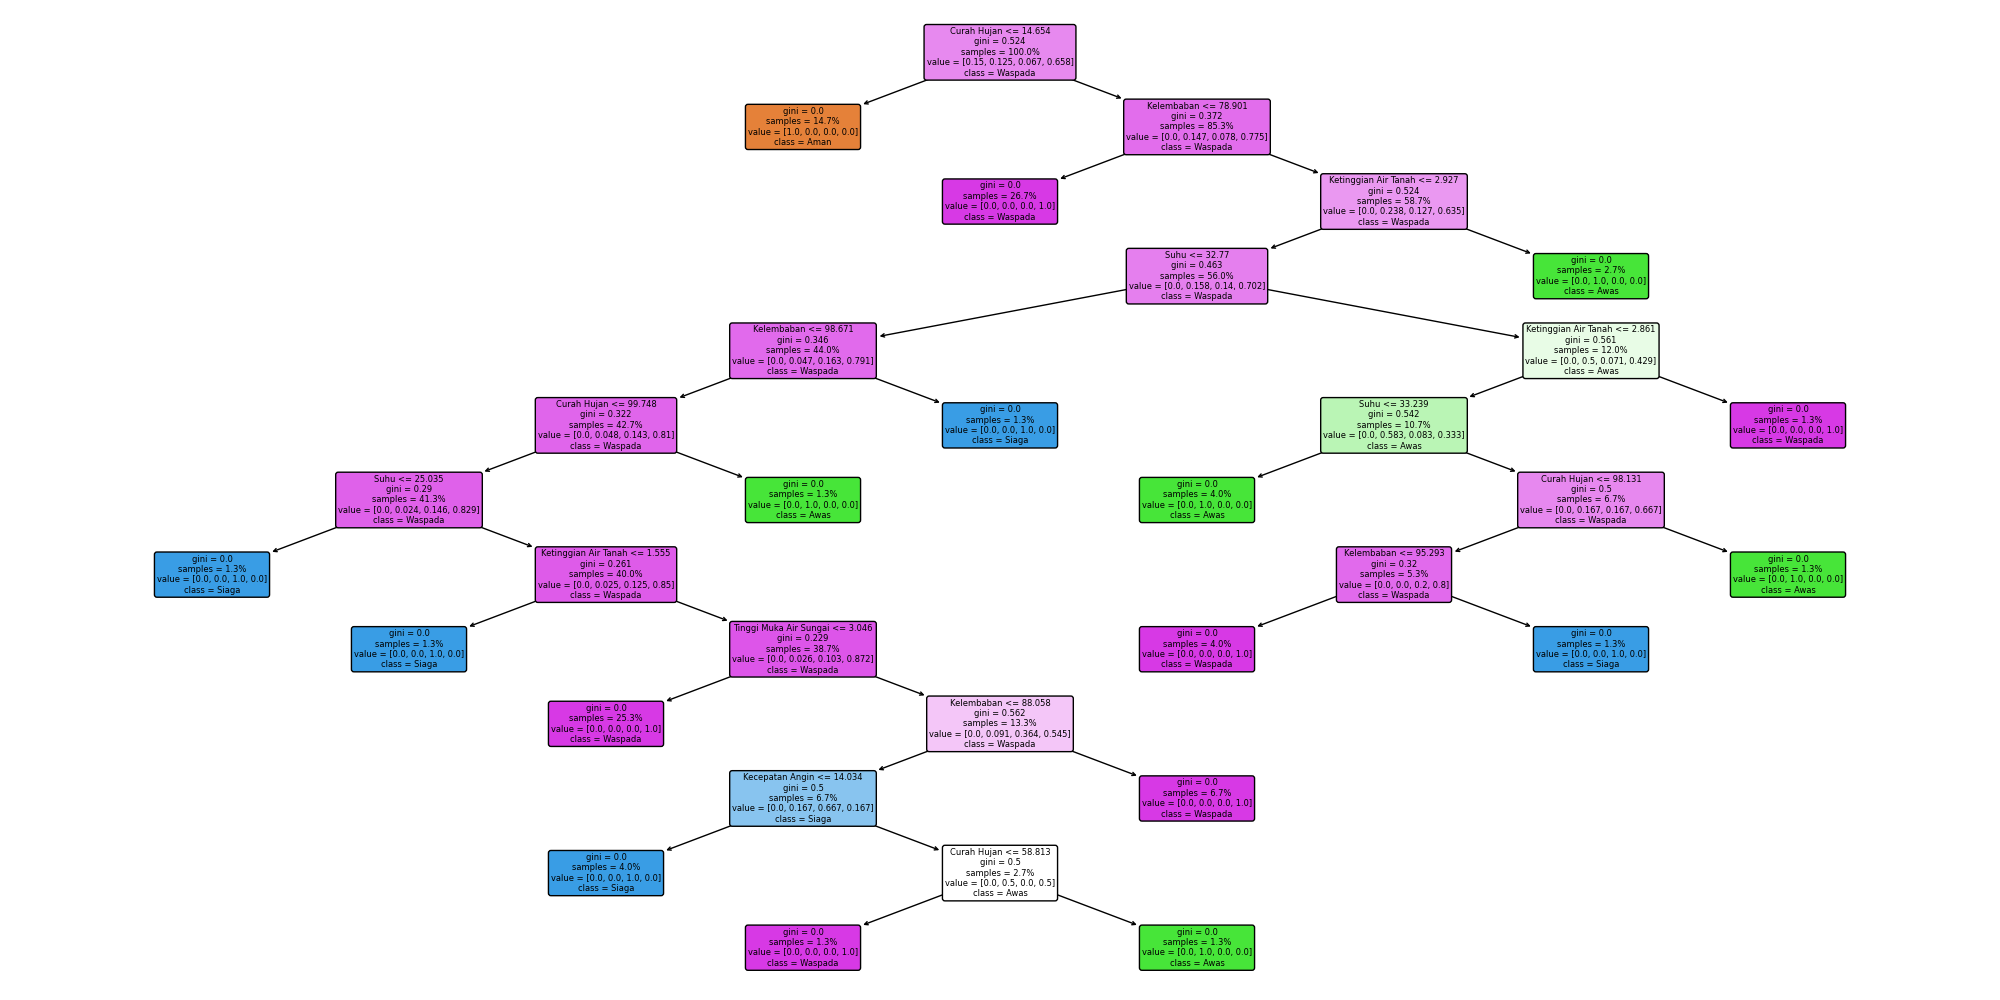 Curah Hujan <= 14.654
gini = 0.524
samples = 100.0%
value = [0.15, 0.125, 0.067, 0.658]
class = Waspada
gini = 0.0
samples = 14.7%
value = [1.0, 0.0, 0.0, 0.0]
class = Aman
Kelembaban <= 78.901
gini = 0.372
samples = 85.3%
value = [0.0, 0.147, 0.078, 0.775]
class = Waspada
gini = 0.0
samples = 26.7%
value = [0.0, 0.0, 0.0, 1.0]
class = Waspada
Ketinggian Air Tanah <= 2.927
gini = 0.524
samples = 58.7%
value = [0.0, 0.238, 0.127, 0.635]
class = Waspada
Suhu <= 32.77
gini = 0.463
samples = 56.0%
value = [0.0, 0.158, 0.14, 0.702]
class = Waspada
gini = 0.0
samples = 2.7%
value = [0.0, 1.0, 0.0, 0.0]
class = Awas
Kelembaban <= 98.671
gini = 0.346
samples = 44.0%
value = [0.0, 0.047, 0.163, 0.791]
class = Waspada
Ketinggian Air Tanah <= 2.861
gini = 0.561
samples = 12.0%
value = [0.0, 0.5, 0.071, 0.429]
class = Awas
Curah Hujan <= 99.748
gini = 0.322
samples = 42.7%
value = [0.0, 0.048, 0.143, 0.81]
class = Waspada
gini = 0.0
samples = 1.3%
value = [0.0, 0.0, 1.0, 0.0]
class = Siaga
Suhu <= 33.239
gini = 0.542
samples = 10.7%
value = [0.0, 0.583, 0.083, 0.333]
class = Awas
gini = 0.0
samples = 1.3%
value = [0.0, 0.0, 0.0, 1.0]
class = Waspada
Suhu <= 25.035
gini = 0.29
samples = 41.3%
value = [0.0, 0.024, 0.146, 0.829]
class = Waspada
gini = 0.0
samples = 1.3%
value = [0.0, 1.0, 0.0, 0.0]
class = Awas
gini = 0.0
samples = 4.0%
value = [0.0, 1.0, 0.0, 0.0]
class = Awas
Curah Hujan <= 98.131
gini = 0.5
samples = 6.7%
value = [0.0, 0.167, 0.167, 0.667]
class = Waspada
gini = 0.0
samples = 1.3%
value = [0.0, 0.0, 1.0, 0.0]
class = Siaga
Ketinggian Air Tanah <= 1.555
gini = 0.261
samples = 40.0%
value = [0.0, 0.025, 0.125, 0.85]
class = Waspada
Kelembaban <= 95.293
gini = 0.32
samples = 5.3%
value = [0.0, 0.0, 0.2, 0.8]
class = Waspada
gini = 0.0
samples = 1.3%
value = [0.0, 1.0, 0.0, 0.0]
class = Awas
gini = 0.0
samples = 1.3%
value = [0.0, 0.0, 1.0, 0.0]
class = Siaga
Tinggi Muka Air Sungai <= 3.046
gini = 0.229
samples = 38.7%
value = [0.0, 0.026, 0.103, 0.872]
class = Waspada
gini = 0.0
samples = 4.0%
value = [0.0, 0.0, 0.0, 1.0]
class = Waspada
gini = 0.0
samples = 1.3%
value = [0.0, 0.0, 1.0, 0.0]
class = Siaga
gini = 0.0
samples = 25.3%
value = [0.0, 0.0, 0.0, 1.0]
class = Waspada
Kelembaban <= 88.058
gini = 0.562
samples = 13.3%
value = [0.0, 0.091, 0.364, 0.545]
class = Waspada
Kecepatan Angin <= 14.034
gini = 0.5
samples = 6.7%
value = [0.0, 0.167, 0.667, 0.167]
class = Siaga
gini = 0.0
samples = 6.7%
value = [0.0, 0.0, 0.0, 1.0]
class = Waspada
gini = 0.0
samples = 4.0%
value = [0.0, 0.0, 1.0, 0.0]
class = Siaga
Curah Hujan <= 58.813
gini = 0.5
samples = 2.7%
value = [0.0, 0.5, 0.0, 0.5]
class = Awas
gini = 0.0
samples = 1.3%
value = [0.0, 0.0, 0.0, 1.0]
class = Waspada
gini = 0.0
samples = 1.3%
value = [0.0, 1.0, 0.0, 0.0]
class = Awas